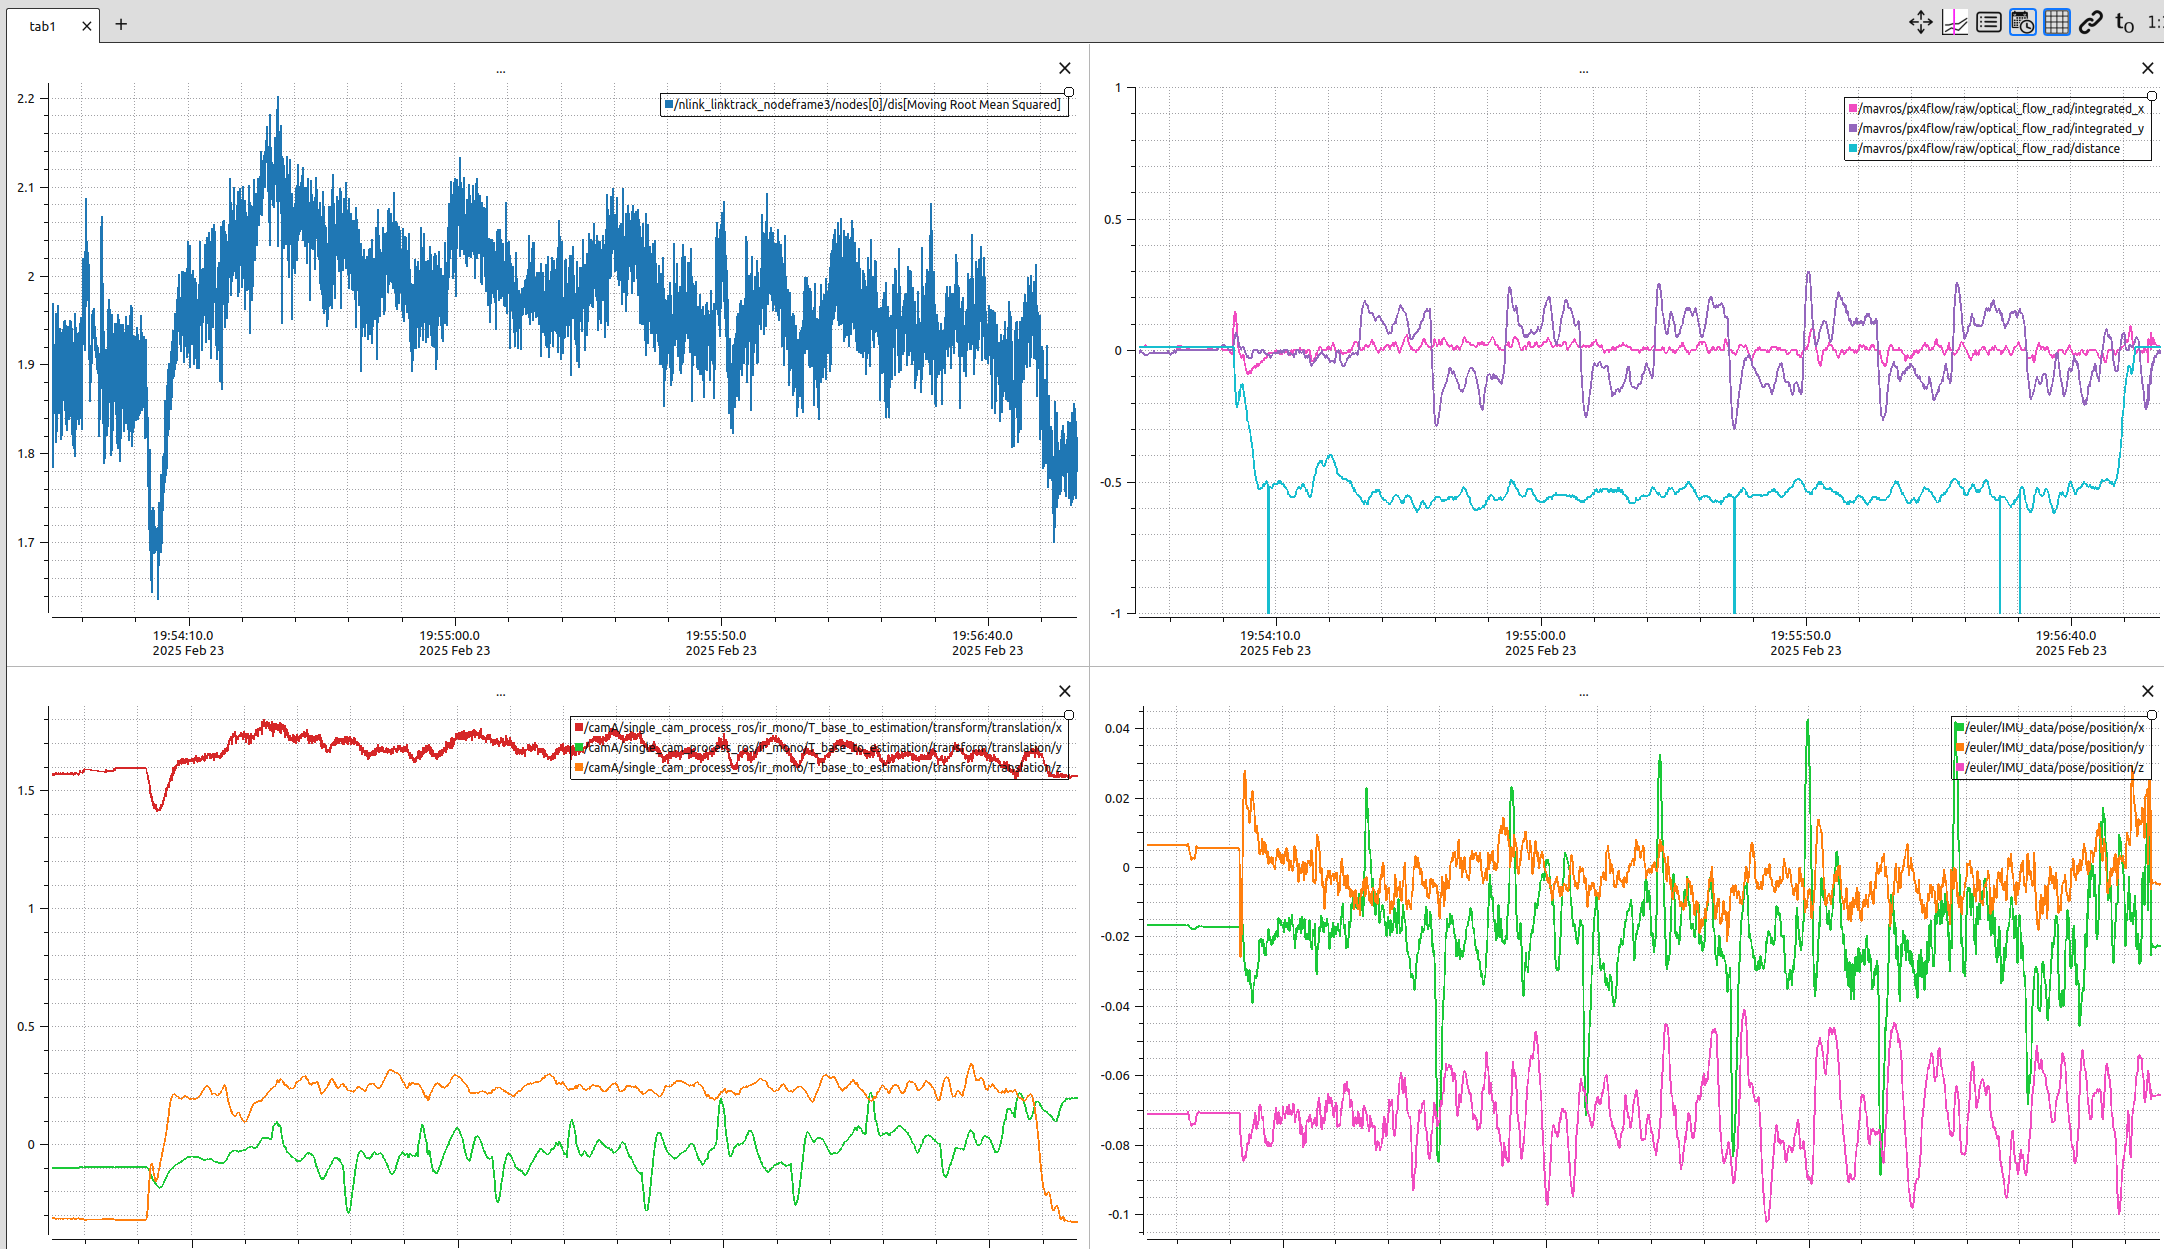 tab1
t0 1:
...
/nlink_linktrack_nodeframe3/nodes[0]/dis[Moving Root Mean Squared]
2.2
2.1
2
1.9
1.8
1.7
19:54:10.0 19:55:00.0 19:55:50.0 19:56:40.0
2025 Feb 23 2025 Feb 23 2025 Feb 23 2025 Feb 23
...
/mavros/px4flow/raw/optical_flow_rad/integrated_x
/mavros/px4flow/raw/optical_flow_rad/integrated_y
/mavros/px4flow/raw/optical_flow_rad/distance
1
0.5
0
-0.5
-1
19:54:10.0 19:55:00.0 19:55:50.0 19:56:40.0
2025 Feb 23 2025 Feb 23 2025 Feb 23 2025 Feb 23
...
/camA/single_cam_process_ros/ir_mono/T_base_to_estimation/transform/translation/x
/camA/single_cam_process_ros/ir_mono/T_base_to_estimation/transform/translation/y
/camA/single_cam_process_ros/ir_mono/T_base_to_estimation/transform/translation/z
1.5
1
0.5
0
...
/euler/IMU_data/pose/position/x
/euler/IMU_data/pose/position/y
/euler/IMU_data/pose/position/z
0.04
0.02
0
-0.02
-0.04
-0.06
-0.08
-0.1